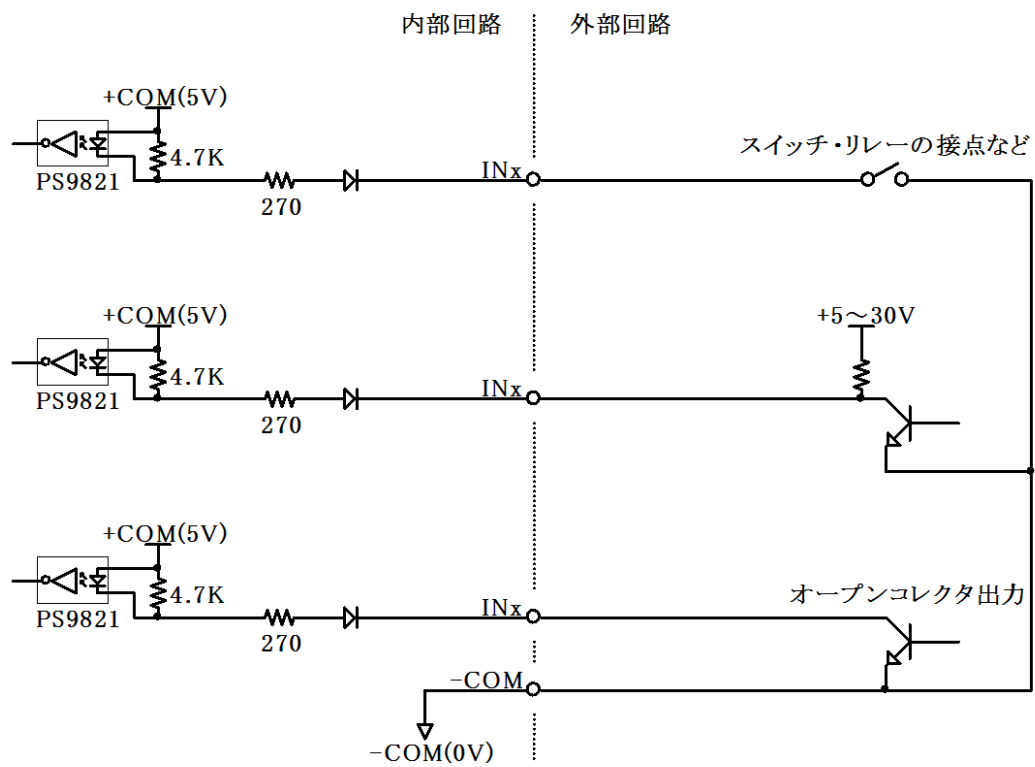 内部回路
外部回路
+COM(5V)
スイッチ・リレーの接点など
4.7K
INx
PS9821
270
+COM(5V)
+5～30V
4.7K
INx
PS9821
270
+COM(5V)
4.7K
INx
オープンコレクタ出力
PS9821
270
-COM
-COM(0V)